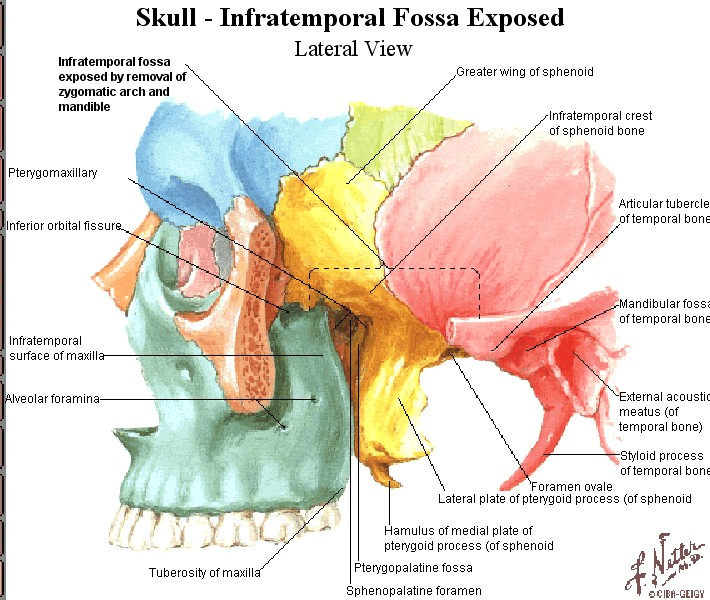 Skull - Infratemporal Fossa Exposed
Lateral View
Infratemporal fossa
exposed by removal of
zygomatic arch and
mandible
Greater wing of sphenoid
Infratemporal crest
of sphenoid bone
Pterygomaxillary
Articular tubercle
of temporal bone
Inferior orbital fissure
Mandibular fossa
of temporal bone
Infratemporal
surface of maxilla
Alveolar foramina
External acoustic
meatus (of
temporal bone)
Styloid process
of temporal bone
Foramen ovale
Lateral plate of pterygoid process (of sphenoid
Hamulus of medial plate of
pterygoid process (of sphenoid
Pterygopalatine fossa
Tuberosity of maxilla
Sphenopalatine foramen
F. Netter
M.D.
© CIBA-GEIGY